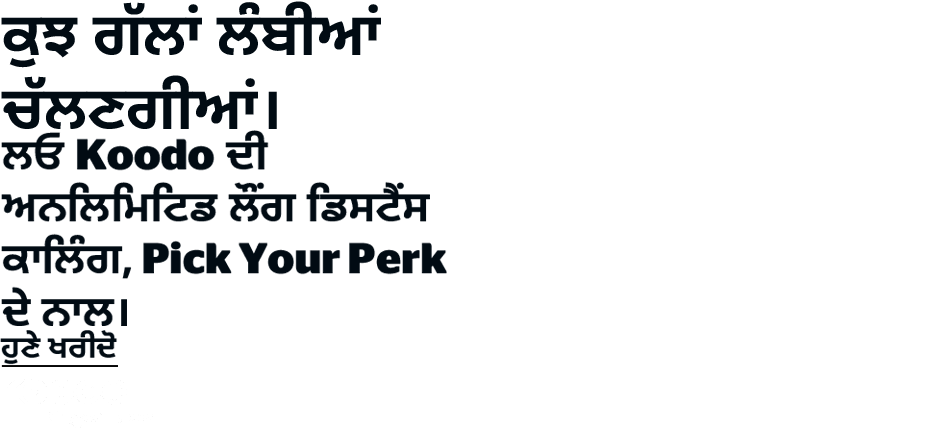 ਕੁਝ ਗੱਲਾਂ ਲੰਬੀਆਂ
ਚੱਲਣਗੀਆਂ।
ਲਓ Koodo ਦੀ
ਅਨਲਿਮਿਟਿਡ ਲੌਂਗ ਡਿਸਟੈਂਸ
ਕਾਲਿੰਗ, Pick Your Perk
ਦੇ ਨਾਲ।
ਹੁਣੇ ਖਰੀਦੋ